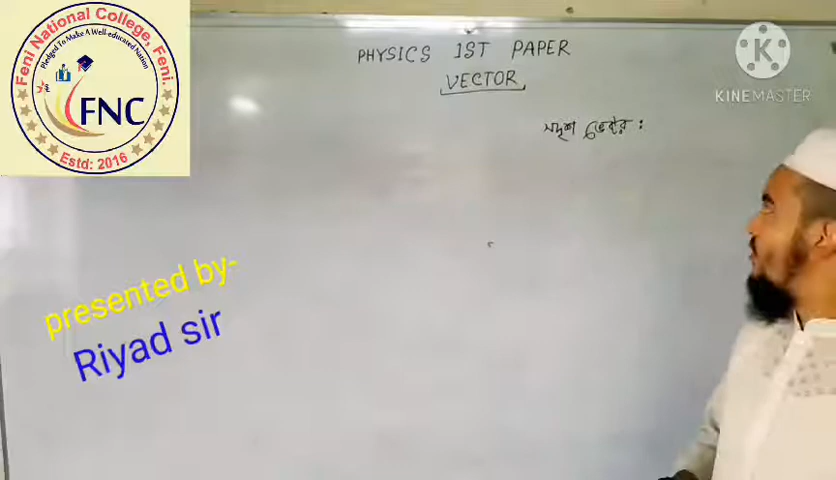 Feni National College, Feni.
Pledged To Make A Well-educated Nation
FNC
Estd: 2016
PHYSICS 1ST PAPER
VECTOR
সদৃশ ভেক্টর :
K
KINEMASTER
presented by-
Riyad sir